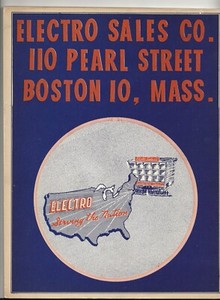 ELECTRO SALES CO.
110 PEARL STREET
BOSTON 10, MASS.
ELECTRO
Serving the Nation